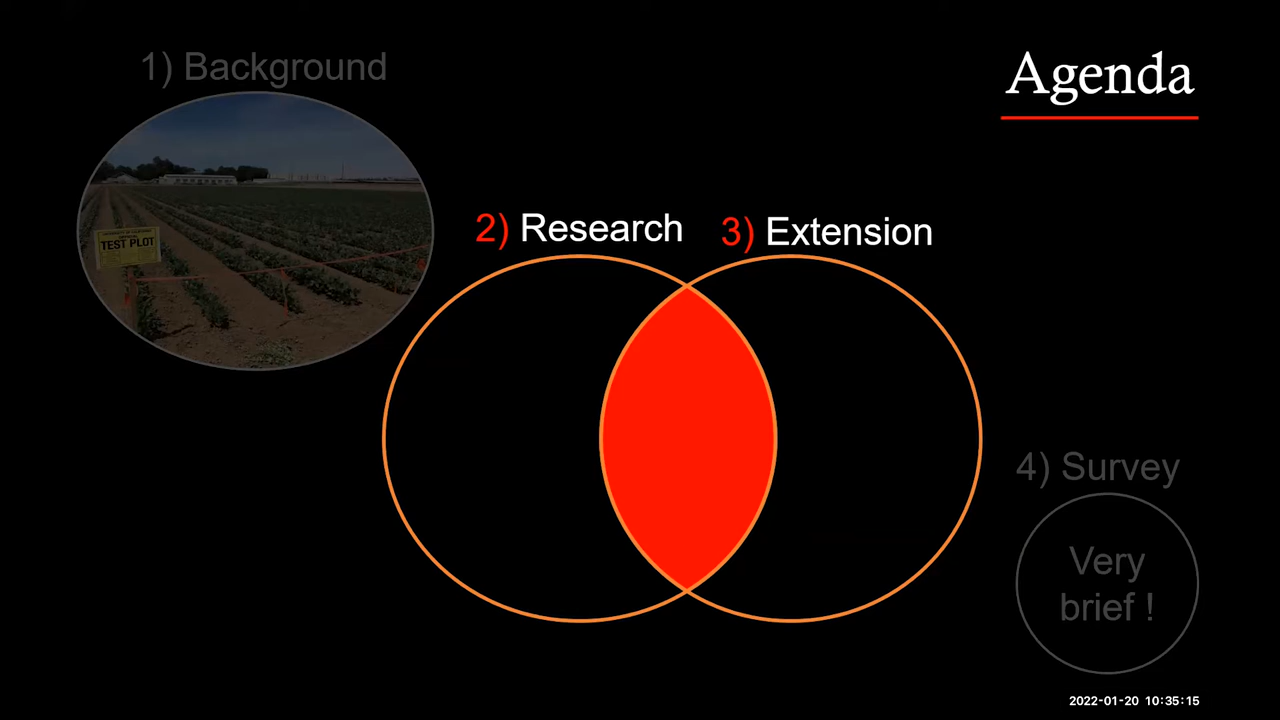 1) Background
Agenda
TEST PLOT
2) Research
3) Extension
4) Survey
Very
brief !
2022-01-20 10:35:15